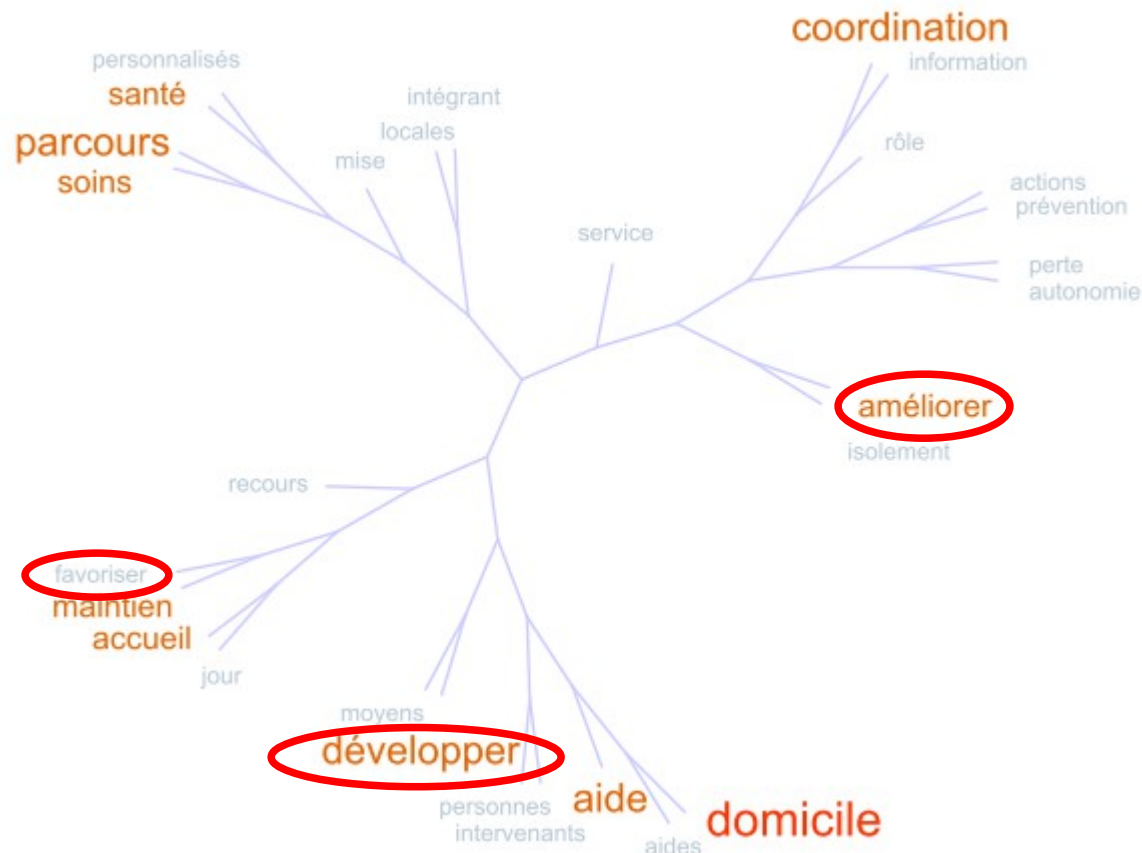 coordination
personnalisés
information
santé
intégrant
parcours
locales
rôle
mise
soins
actions
prévention
service
perte
autonomie
améliorer
isolement
recours
favoriser
maintien
accueil
jour
moyens
développer
personnes
aide
domicile
intervenants
aides